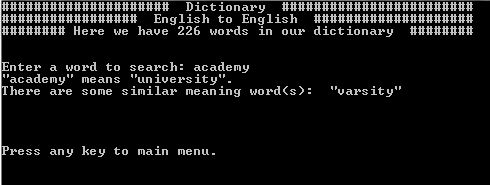 ##################### Dictionary ########################
################# English to English ####################
######## Here we have 226 words in our dictionary ########
Enter a word to search: academy
"academy" means "university".
There are some similar meaning word(s): "varsity"
Press any key to main menu.